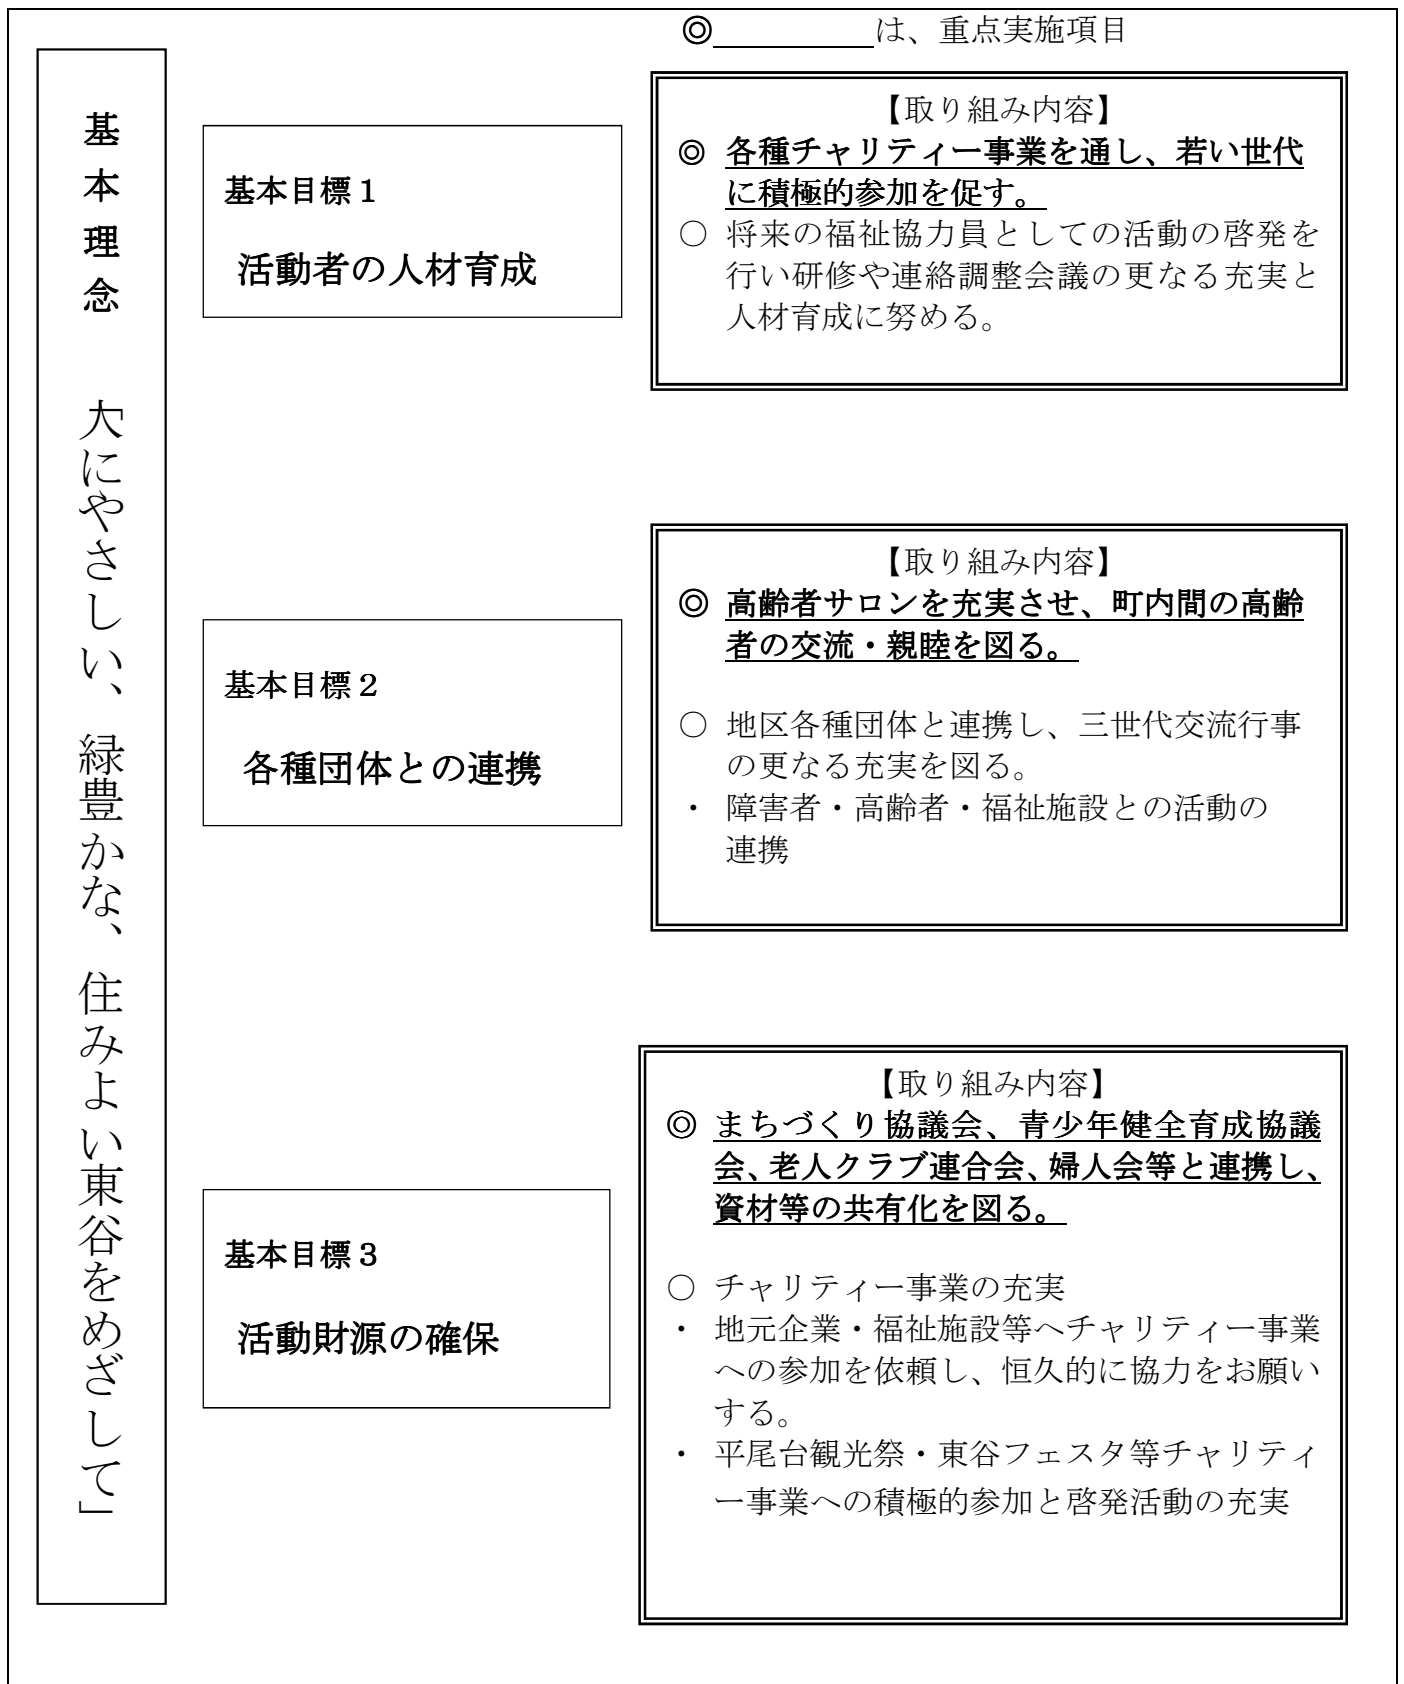 ◎＿＿＿＿＿は、重点実施項目
基本理念
「人にやさしい、緑豊かな、住みよい東谷をめざして」
基本目標１
活動者の人材育成
【取り組み内容】
◎ 各種チャリティー事業を通し、若い世代
に積極的参加を促す。
○ 将来の福祉協力員としての活動の啓発を
行い研修や連絡調整会議の更なる充実と
人材育成に努める。
基本目標２
各種団体との連携
【取り組み内容】
◎ 高齢者サロンを充実させ、町内間の高齢
者の交流・親睦を図る。
○ 地区各種団体と連携し、三世代交流行事
の更なる充実を図る。
・ 障害者・高齢者・福祉施設との活動の
連携
基本目標３
活動財源の確保
【取り組み内容】
◎ まちづくり協議会、青少年健全育成協議
会、老人クラブ連合会、婦人会等と連携し、
資材等の共有化を図る。
○ チャリティー事業の充実
・ 地元企業・福祉施設等へチャリティー事業
への参加を依頼し、恒久的に協力をお願い
する。
・ 平尾台観光祭・東谷フェスタ等チャリティ
ー事業への積極的参加と啓発活動の充実